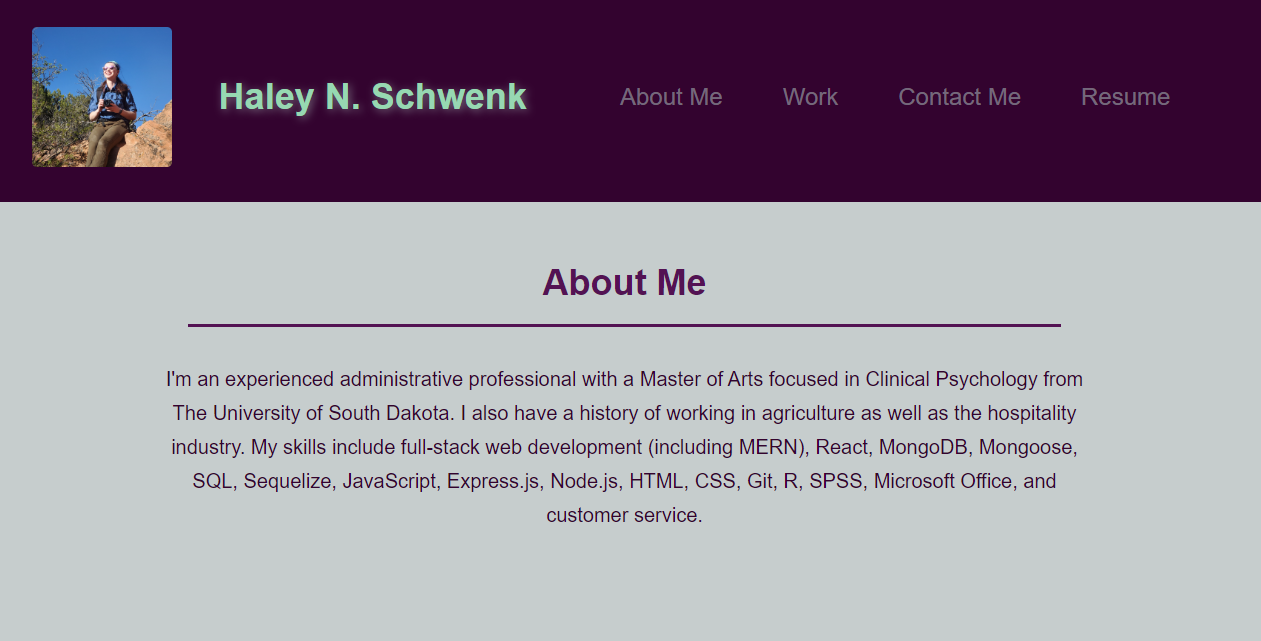 Haley N. Schwenk
About Me
Work
Contact Me
Resume
About Me
I'm an experienced administrative professional with a Master of Arts focused in Clinical Psychology from
The University of South Dakota. I also have a history of working in agriculture as well as the hospitality
industry. My skills include full-stack web development (including MERN), React, MongoDB, Mongoose,
SQL, Sequelize, JavaScript, Express.js, Node.js, HTML, CSS, Git, R, SPSS, Microsoft Office, and
customer service.